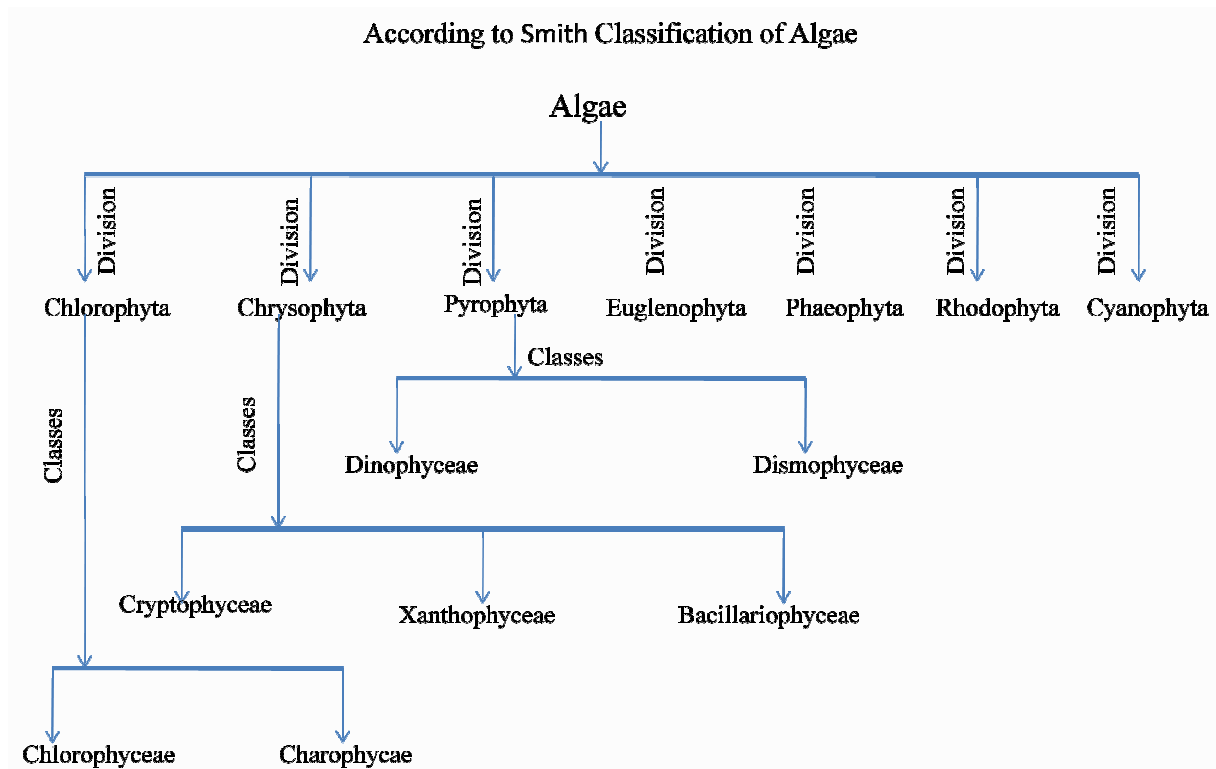 According to Smith Classification of Algae
Algae
Division Division Division Division Division Division Division
Chlorophyta Chrysophyta Pyrophyta Euglenophyta Phaeophyta Rhodophyta Cyanophyta
Classes
Classes Classes
Dinophyceae Dismophyceae
Cryptophyceae Xanthophyceae Bacillariophyceae
Chlorophyceae Charophycae